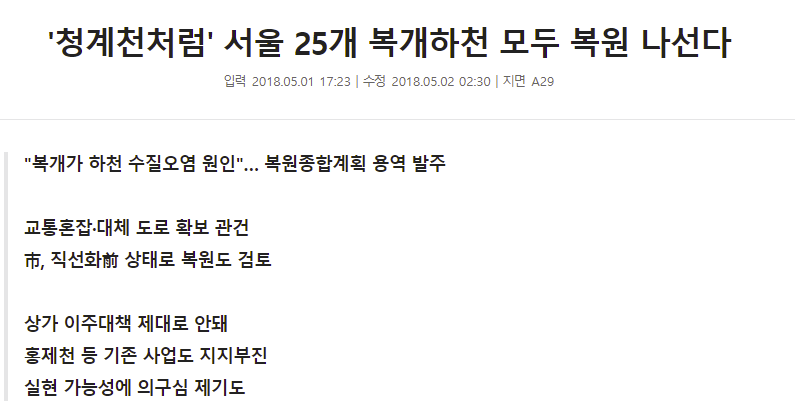 '청계천처럼' 서울 25개 복개하천 모두 복원 나선다
입력 2018.05.01 17:23 | 수정 2018.05.02 02:30 | 지면 A29
"복개가 하천 수질오염 원인"... 복원종합계획 용역 발주
교통혼잡·대체 도로 확보 관건
市, 직선화前 상태로 복원도 검토
상가 이주대책 제대로 안돼
홍제천 등 기존 사업도 지지부진
실현 가능성에 의구심 제기도